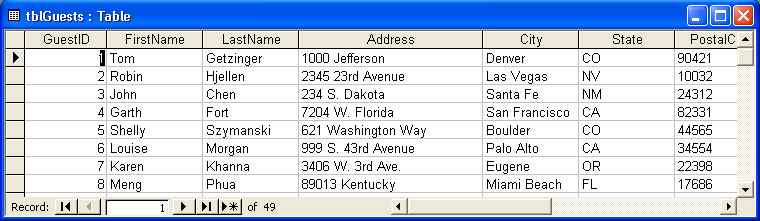 tblGuests : Table
GuestID FirstName LastName Address City State PostalC
1 Tom Getzinger 1000 Jefferson Denver CO 90421
2 Robin Hjellen 2345 23rd Avenue Las Vegas NV 10032
3 John Chen 234 S. Dakota Santa Fe NM 24312
4 Garth Fort 7204 W. Florida San Francisco CA 82331
5 Shelly Szymanski 621 Washington Way Boulder CO 44565
6 Louise Morgan 999 S. 43rd Avenue Palo Alto CA 34554
7 Karen Khanna 3406 W. 3rd Ave. Eugene OR 22398
8 Meng Phua 89013 Kentucky Miami Beach FL 17686
Record: 1 of 49